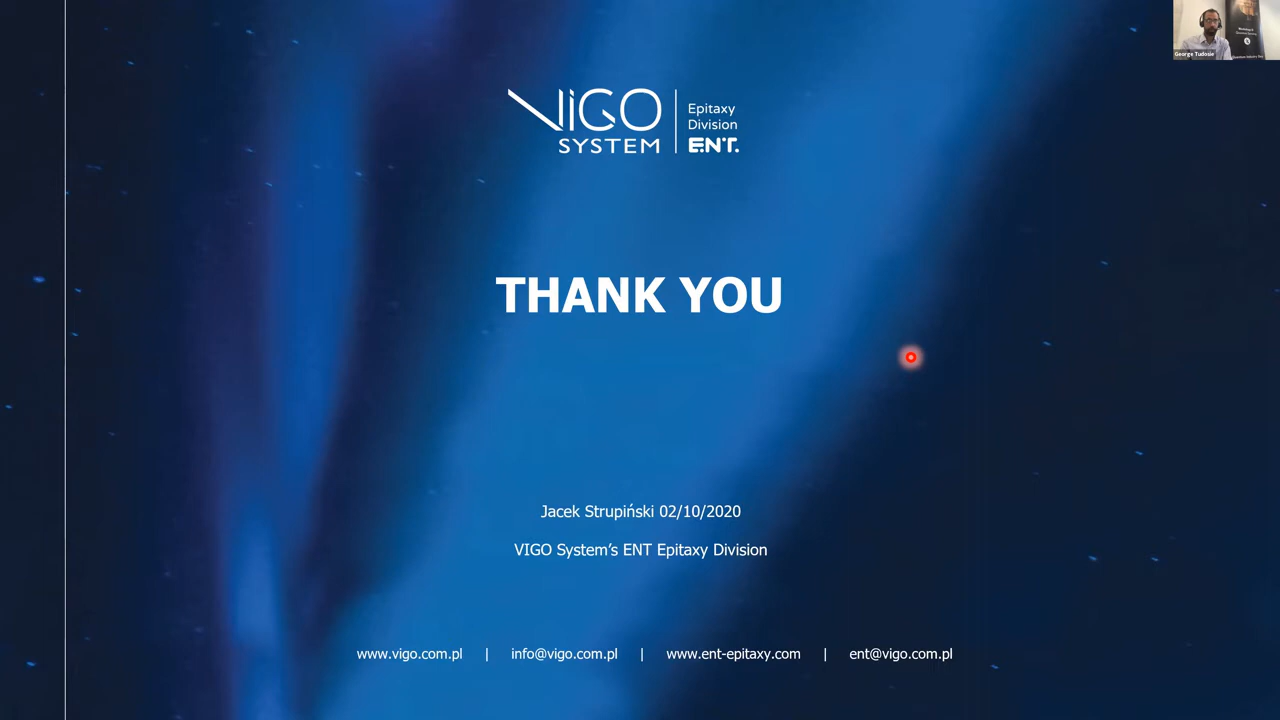 VIGO SYSTEM
Epitaxy
Division
E.N.T.
George Tudosie
THANK YOU
Jacek Strupiński 02/10/2020
VIGO System’s ENT Epitaxy Division
www.vigo.com.pl | info@vigo.com.pl | www.ent-epitaxy.com | ent@vigo.com.pl